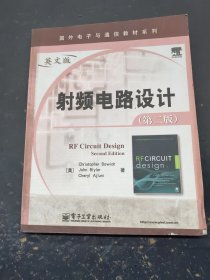 国外电子与通信教材系列
英文版
射频电路设计
（第二版）
RF Circuit Design
Second Edition
Christopher Bowick
[美] John Blyler 著
Cheryl Ajluni
RF CIRCUIT
design
电子工业出版社